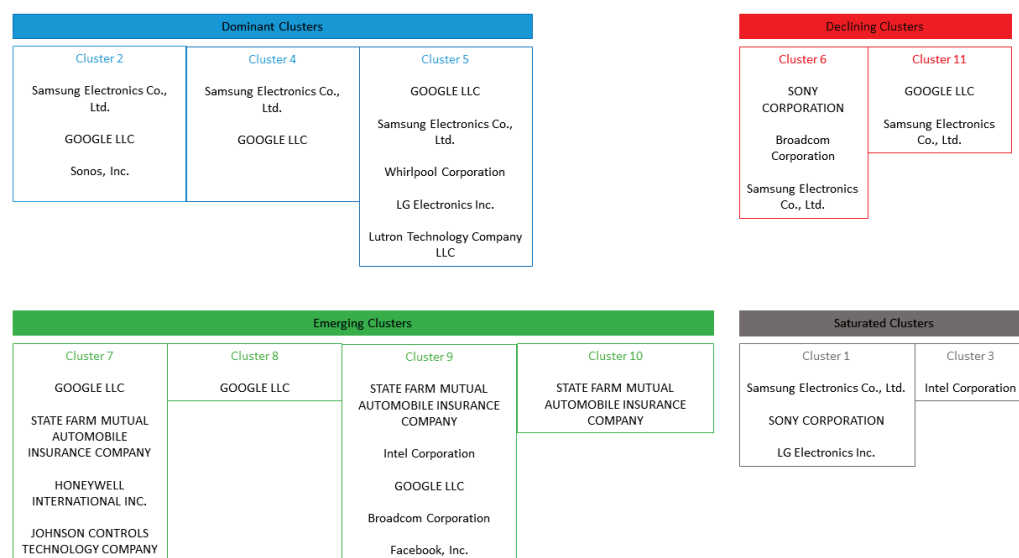 Dominant Clusters
Cluster 2
Samsung Electronics Co.,
Ltd.
GOOGLE LLC
Sonos, Inc.
Cluster 4
Samsung Electronics Co.,
Ltd.
GOOGLE LLC
Cluster 5
GOOGLE LLC
Samsung Electronics Co.,
Ltd.
Whirlpool Corporation
LG Electronics Inc.
Lutron Technology Company
LLC
Declining Clusters
Cluster 6
SONY
CORPORATION
Broadcom
Corporation
Samsung Electronics
Co., Ltd.
Cluster 11
GOOGLE LLC
Samsung Electronics
Co., Ltd.
Emerging Clusters
Cluster 7
GOOGLE LLC
STATE FARM MUTUAL
AUTOMOBILE
INSURANCE COMPANY
HONEYWELL
INTERNATIONAL INC.
JOHNSON CONTROLS
TECHNOLOGY COMPANY
Cluster 8
GOOGLE LLC
Cluster 9
STATE FARM MUTUAL
AUTOMOBILE INSURANCE
COMPANY
Intel Corporation
GOOGLE LLC
Broadcom Corporation
Facebook, Inc.
Cluster 10
STATE FARM MUTUAL
AUTOMOBILE INSURANCE
COMPANY
Saturated Clusters
Cluster 1
Samsung Electronics Co., Ltd.
SONY CORPORATION
LG Electronics Inc.
Cluster 3
Intel Corporation